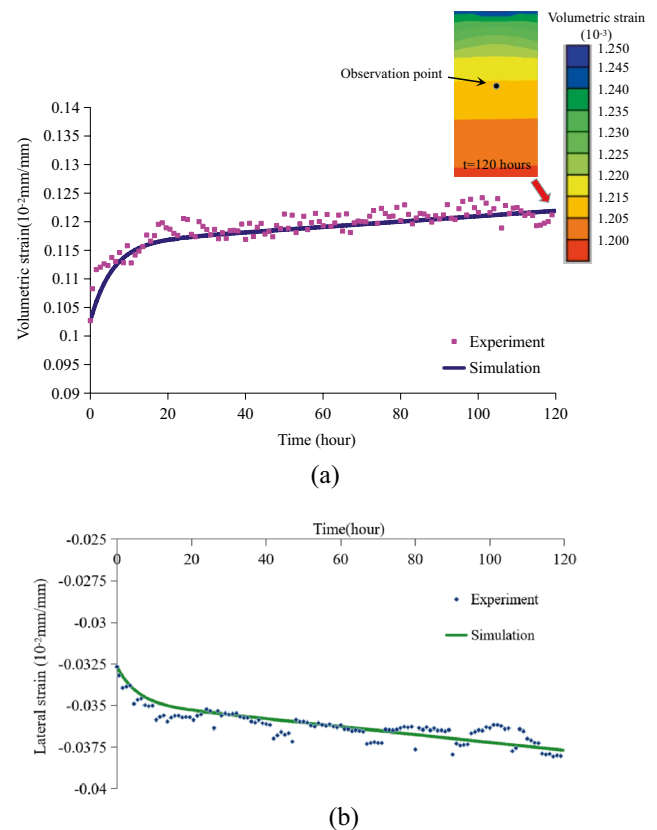 Volumetric strain
(10⁻³)
1.250
1.245
1.240
1.235
1.230
1.225
1.220
1.215
1.205
1.200
Observation point
t=120 hours
Volumetric strain(10⁻²mm/mm)
0.14
0.135
0.13
0.125
0.120
0.115
0.11
0.105
0.1
0.095
0.09
Experiment
Simulation
0 20 40 60 80 100 120
Time (hour)
(a)
Time(hour)
0 20 40 60 80 100 120
Lateral strain (10⁻²mm/mm)
-0.025
-0.0275
-0.03
-0.0325
-0.035
-0.0375
-0.04
Experiment
Simulation
(b)